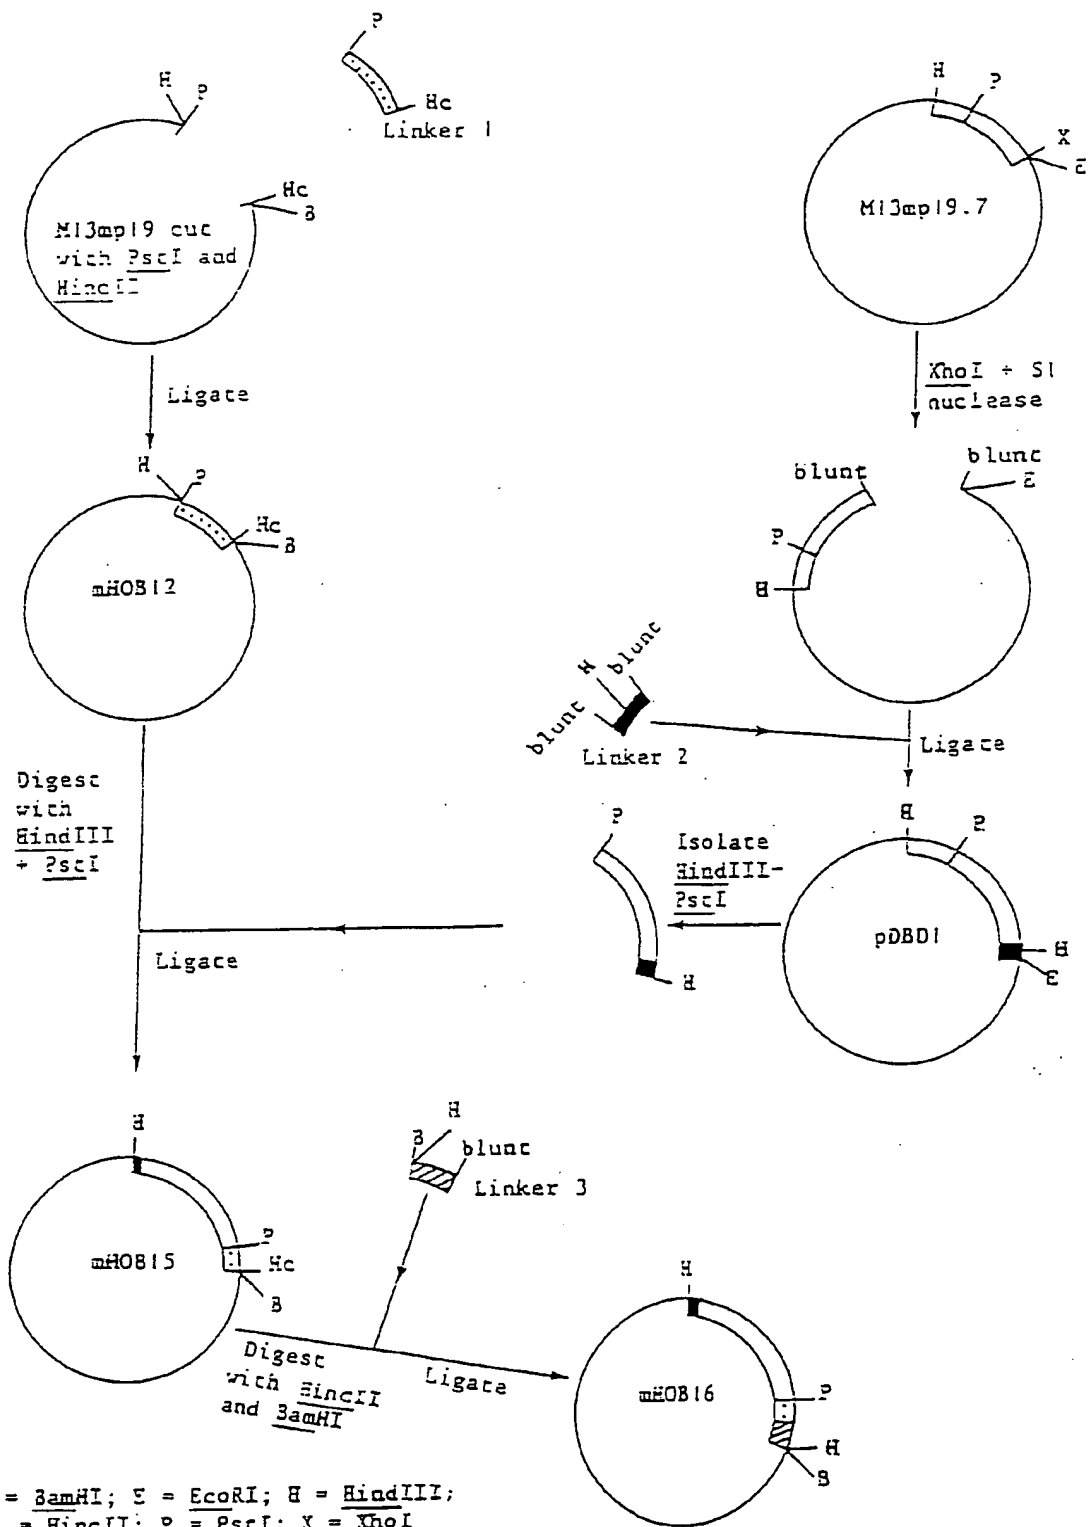 P
H
P
Hc
Linker 1
Hc
B
M13mp19 cut
with PstI and
HincII
H
P
X
E
M13mp19.7
Ligate
XhoI + S1
nuclease
H
P
Hc
B
mHOB12
blunt
blunt
E
P
H
blunt
H
blunt
Linker 2
Ligate
Digest
with
HindIII
+ PstI
P
H
Isolate
HindIII-
PstI
H
P
pDBD1
H
E
Ligate
H
mHOB15
P
Hc
B
B
H
blunt
Linker 3
Digest
with HincII
and BamHI
Ligate
H
mHOB16
P
H
B
= BamHI; E = EcoRI; H = HindIII;
= HincII; P = PstI; X = XhoI